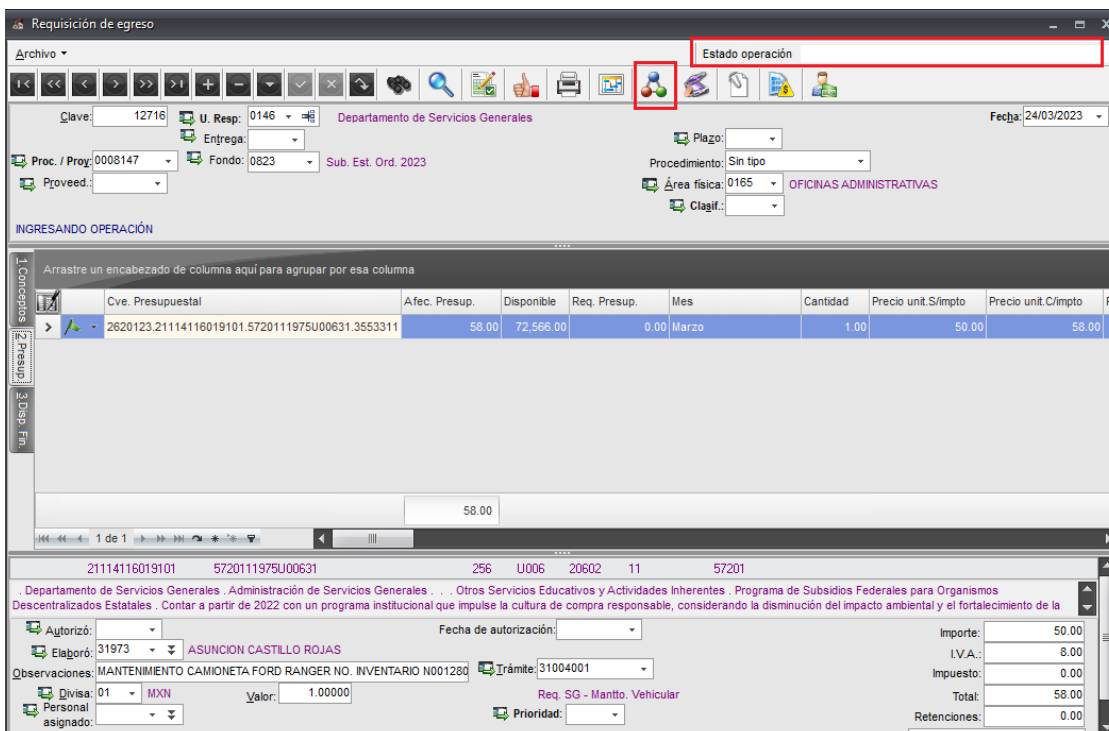 Requisición de egreso
Archivo
Estado operación
Clave: 12716 U. Resp: 0146 Departamento de Servicios Generales Fecha: 24/03/2023
Entrega: Plazo:
Proc. / Proy: 0008147 Fondo: 0823 Sub. Est. Ord. 2023 Procedimiento: Sin tipo
Proveed.: Área física: 0165 OFICINAS ADMINISTRATIVAS
Clasif.:
INGRESANDO OPERACIÓN
1.Conceptos
2.Presup.
3.Disp. Fin.
Arrastre un encabezado de columna aquí para agrupar por esa columna
Cve. Presupuestal Afec. Presup. Disponible Req. Presup. Mes Cantidad Precio unit.S/impto Precio unit.C/impto
2620123.21114116019101.5720111975U00631.3553311 58.00 72,566.00 0.00 Marzo 1.00 50.00 58.00
58.00
1 de 1
21114116019101 5720111975U00631 256 U006 20602 11 57201
. Departamento de Servicios Generales . Administración de Servicios Generales . . . Otros Servicios Educativos y Actividades Inherentes . Programa de Subsidios Federales para Organismos
Descentralizados Estatales . Contar a partir de 2022 con un programa institucional que impulse la cultura de compra responsable, considerando la disminución del impacto ambiental y el fortalecimiento de la
Autorizó: Fecha de autorización: Importe: 50.00
Elaboró: 31973 ASUNCION CASTILLO ROJAS I.V.A.: 8.00
Observaciones: MANTENIMIENTO CAMIONETA FORD RANGER NO. INVENTARIO N001280 Trámite: 31004001 Impuesto: 0.00
Divisa: 01 MXN Valor: 1.00000 Req. SG - Mantto. Vehicular Total: 58.00
Personal asignado: Prioridad: Retenciones: 0.00